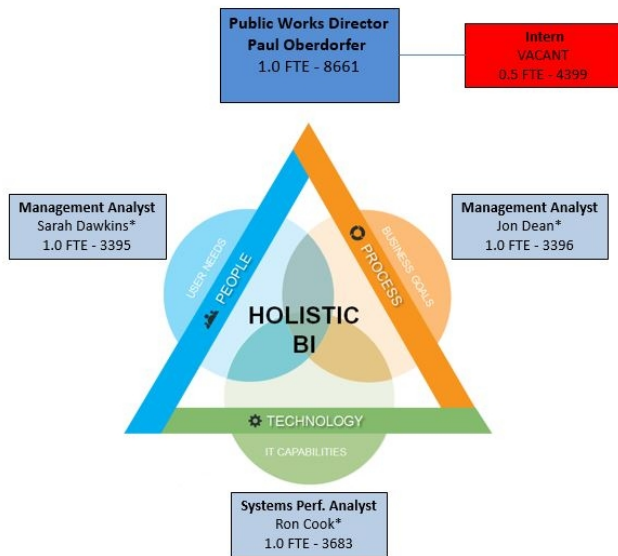 Public Works Director
Paul Oberdorfer
1.0 FTE - 8661
Intern
VACANT
0.5 FTE - 4399
Management Analyst
Sarah Dawkins*
1.0 FTE - 3395
Management Analyst
Jon Dean*
1.0 FTE - 3396
USER NEEDS
PEOPLE
PROCESS
BUSINESS GOALS
HOLISTIC
BI
TECHNOLOGY
IT CAPABILITIES
Systems Perf. Analyst
Ron Cook*
1.0 FTE - 3683